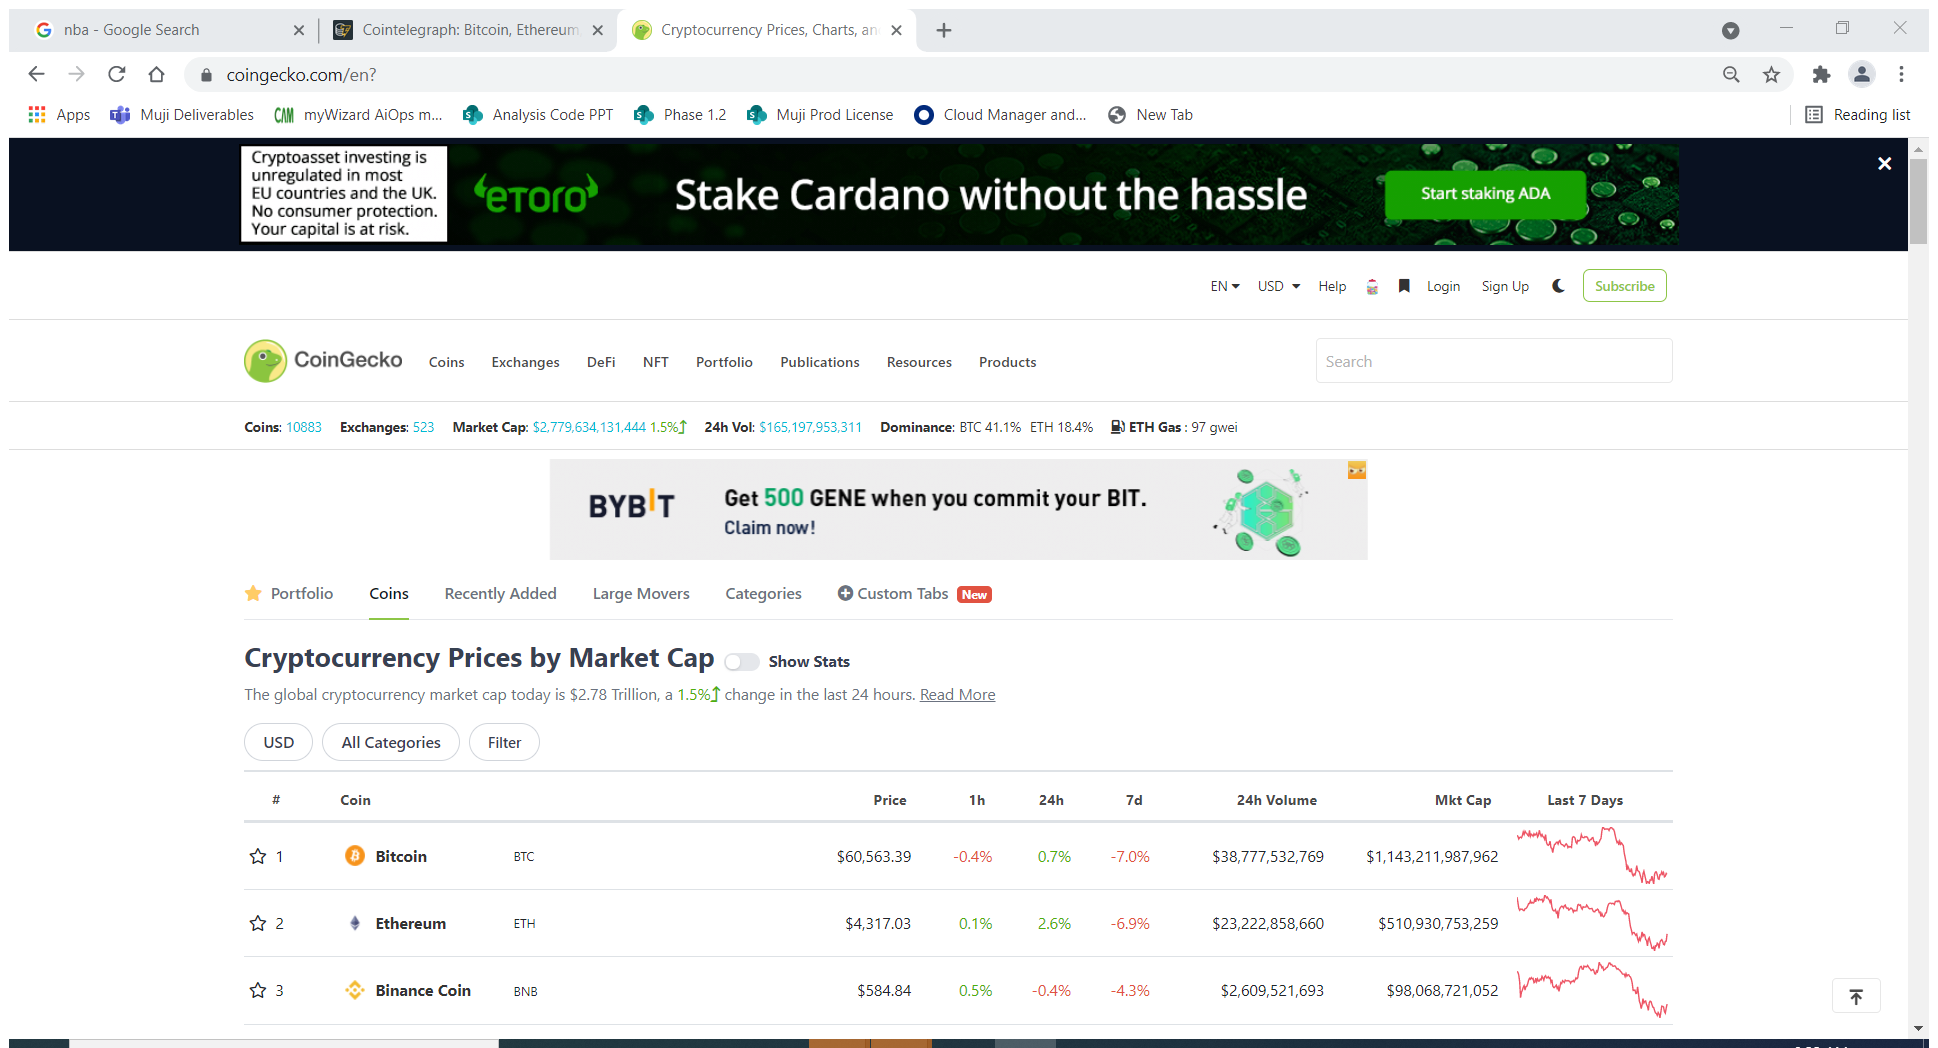 nba - Google Search
Cointelegraph: Bitcoin, Ethereum
Cryptocurrency Prices, Charts, an
coingecko.com/en?
Apps Muji Deliverables CAM myWizard AiOps m... Analysis Code PPT Phase 1.2 Muji Prod License Cloud Manager and... New Tab Reading list
Cryptoasset investing is
unregulated in most
EU countries and the UK.
No consumer protection.
Your capital is at risk.
eTORO
Stake Cardano without the hassle
Start staking ADA
EN USD Help Login Sign Up Subscribe
CoinGecko Coins Exchanges DeFi NFT Portfolio Publications Resources Products Search
Coins: 10883 Exchanges: 523 Market Cap: $2,779,634,131,444 1.5% 24h Vol: $165,197,953,311 Dominance: BTC 41.1% ETH 18.4% ETH Gas : 97 gwei
BYBIT
Get 500 GENE when you commit your BIT.
Claim now!
Portfolio Coins Recently Added Large Movers Categories Custom Tabs New
Cryptocurrency Prices by Market Cap Show Stats
The global cryptocurrency market cap today is $2.78 Trillion, a 1.5% change in the last 24 hours. Read More
USD All Categories Filter
# Coin Price 1h 24h 7d 24h Volume Mkt Cap Last 7 Days
1 Bitcoin BTC $60,563.39 -0.4% 0.7% -7.0% $38,777,532,769 $1,143,211,987,962
2 Ethereum ETH $4,317.03 0.1% 2.6% -6.9% $23,222,858,660 $510,930,753,259
3 Binance Coin BNB $584.84 0.5% -0.4% -4.3% $2,609,521,693 $98,068,721,052